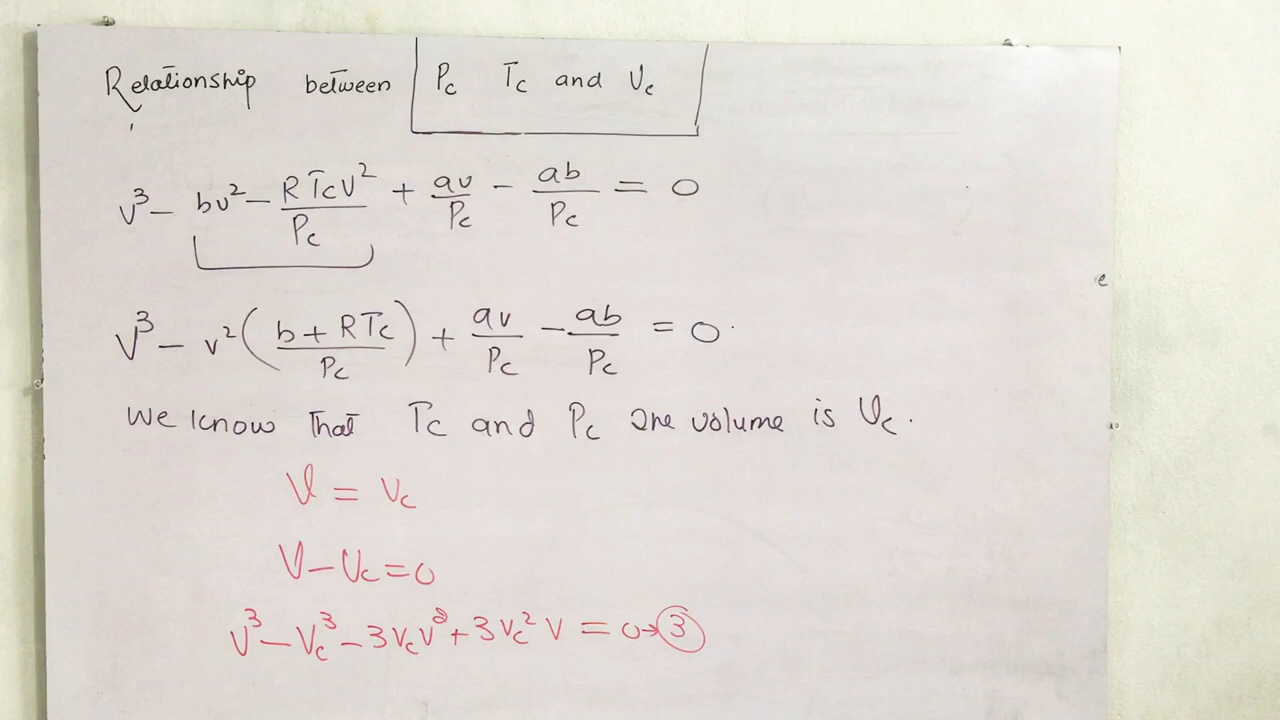 Relationship between Pc Tc and Vc
v³ - bv² - RTcv²/Pc + av/Pc - ab/Pc = 0
e
v³ - v²(b + RTc/Pc) + av/Pc - ab/Pc = 0
We know that Tc and Pc the volume is Vc.
V = Vc
V - Vc = 0
v³ - Vc³ - 3Vcv² + 3Vc²v = 0 → ③